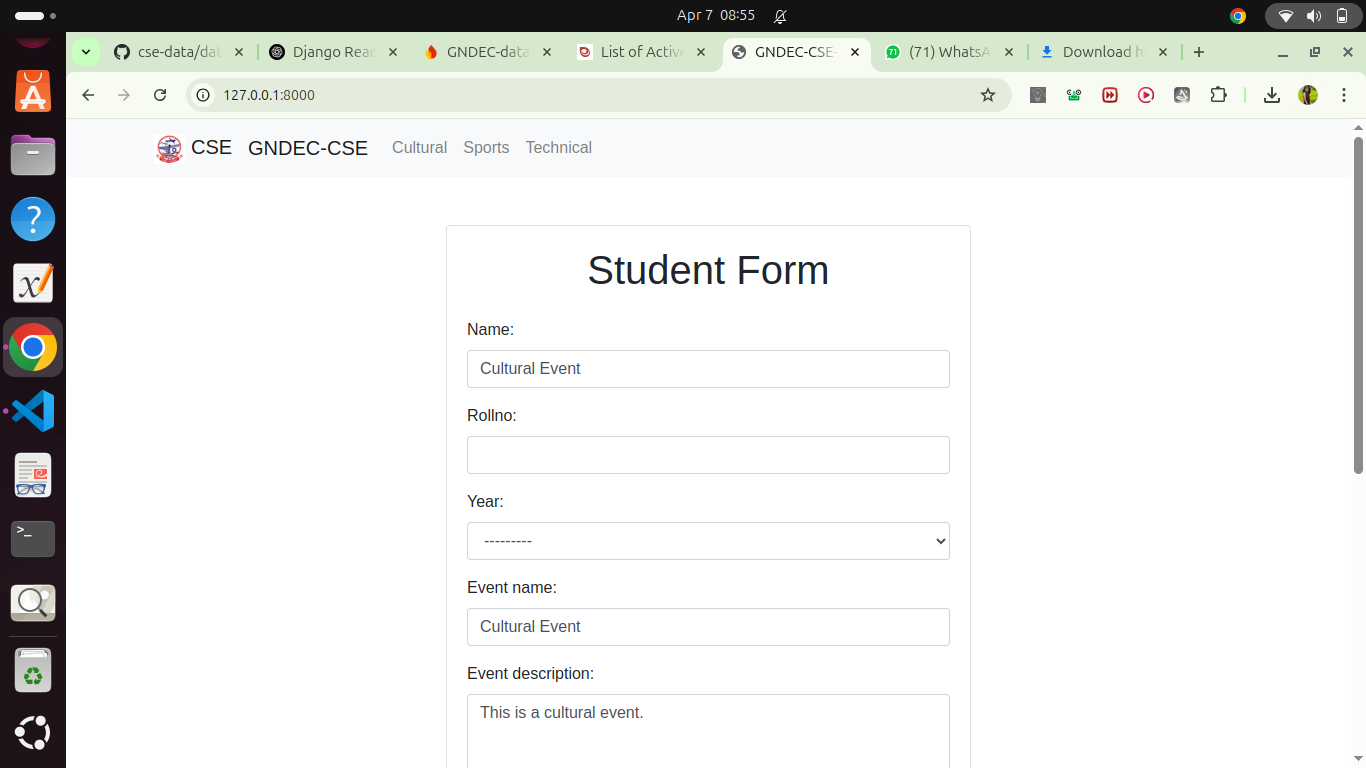 Apr 7 08:55
cse-data/dat
Django Reac
GNDEC-data
List of Active
GNDEC-CSE-
(71) WhatsA
Download h
127.0.0.1:8000
CSE GNDEC-CSE Cultural Sports Technical
Student Form
Name:
Cultural Event
Rollno:
Year:
---------
Event name:
Cultural Event
Event description:
This is a cultural event.